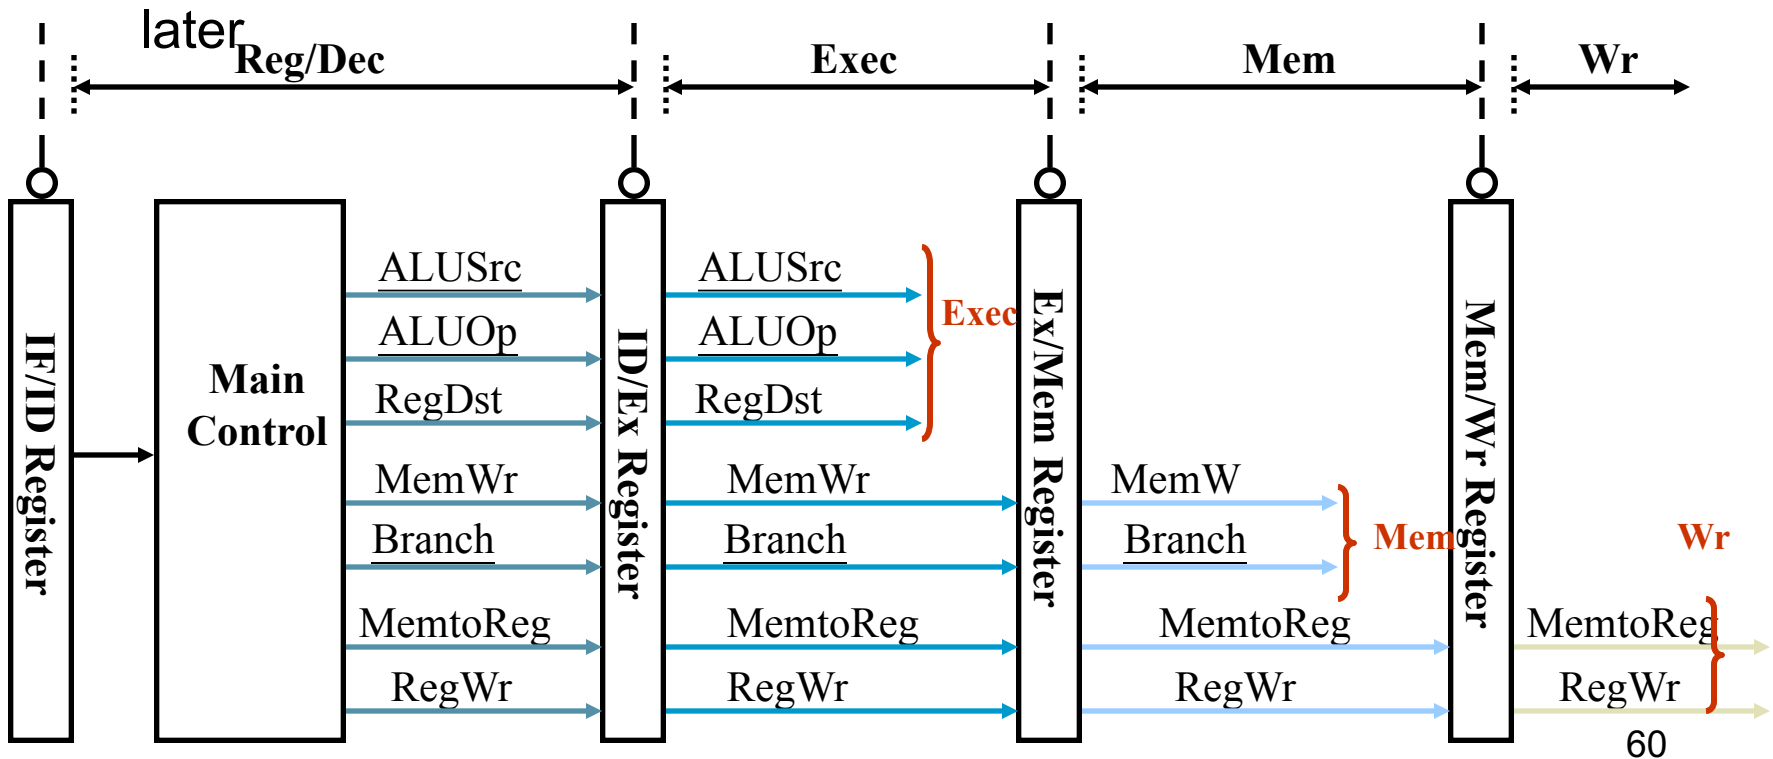 later
Reg/Dec
Exec
Mem
Wr
IF/ID Register
Main
Control
ALUSrc
ALUOp
RegDst
MemWr
Branch
MemtoReg
RegWr
ID/Ex Register
ALUSrc
ALUOp
RegDst
Exec
MemWr
Branch
MemtoReg
RegWr
Ex/Mem Register
MemW
Branch
Mem
MemtoReg
RegWr
Mem/Wr Register
Wr
MemtoReg
RegWr
60